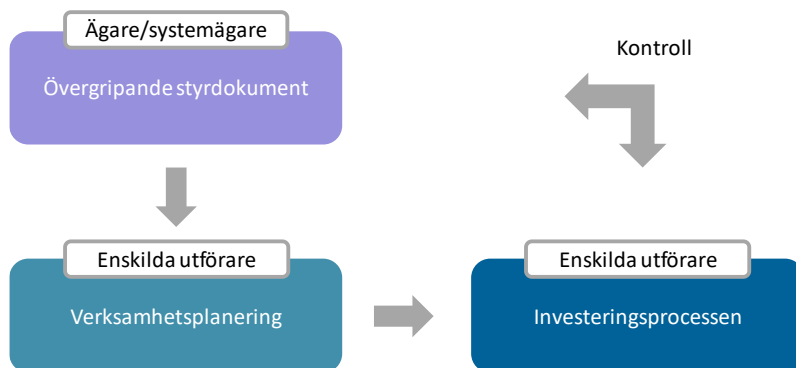 Ägare/systemägare
Övergripande styrdokument
Kontroll
Enskilda utförare
Verksamhetsplanering
Enskilda utförare
Investeringsprocessen